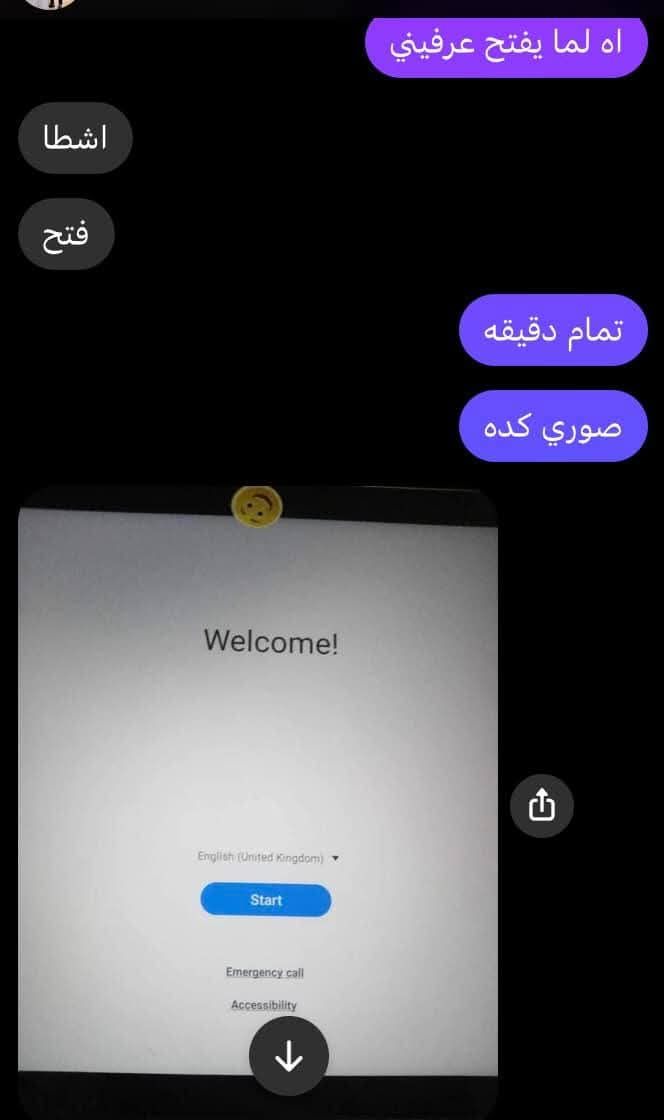 اه لما يفتح عرفيني
اشطا
فتح
تمام دقيقه
صوري كده
Welcome!
English (United Kingdom)
Start
Emergency call
Accessibility